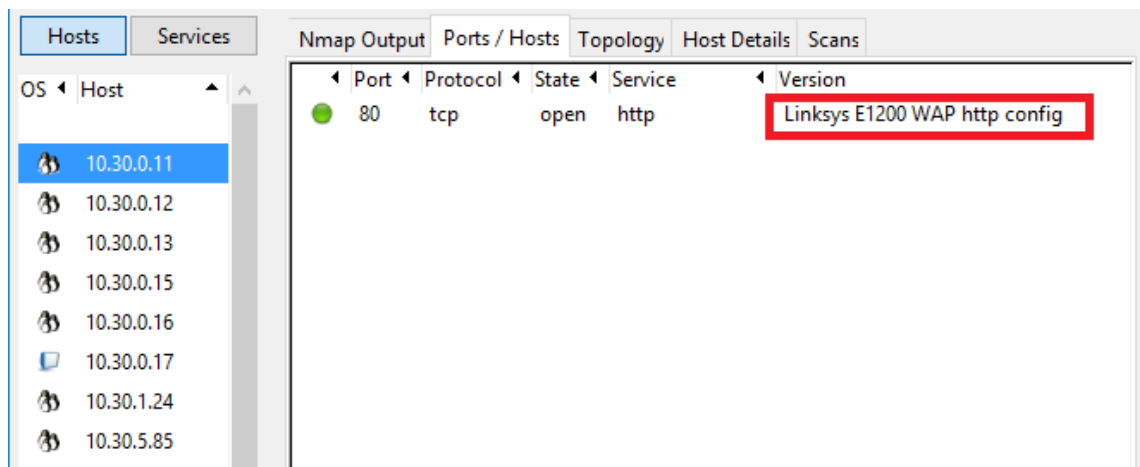 Hosts Services
Nmap Output Ports / Hosts Topology Host Details Scans
OS Host
Port Protocol State Service Version
80 tcp open http Linksys E1200 WAP http config
10.30.0.11
10.30.0.12
10.30.0.13
10.30.0.15
10.30.0.16
10.30.0.17
10.30.1.24
10.30.5.85